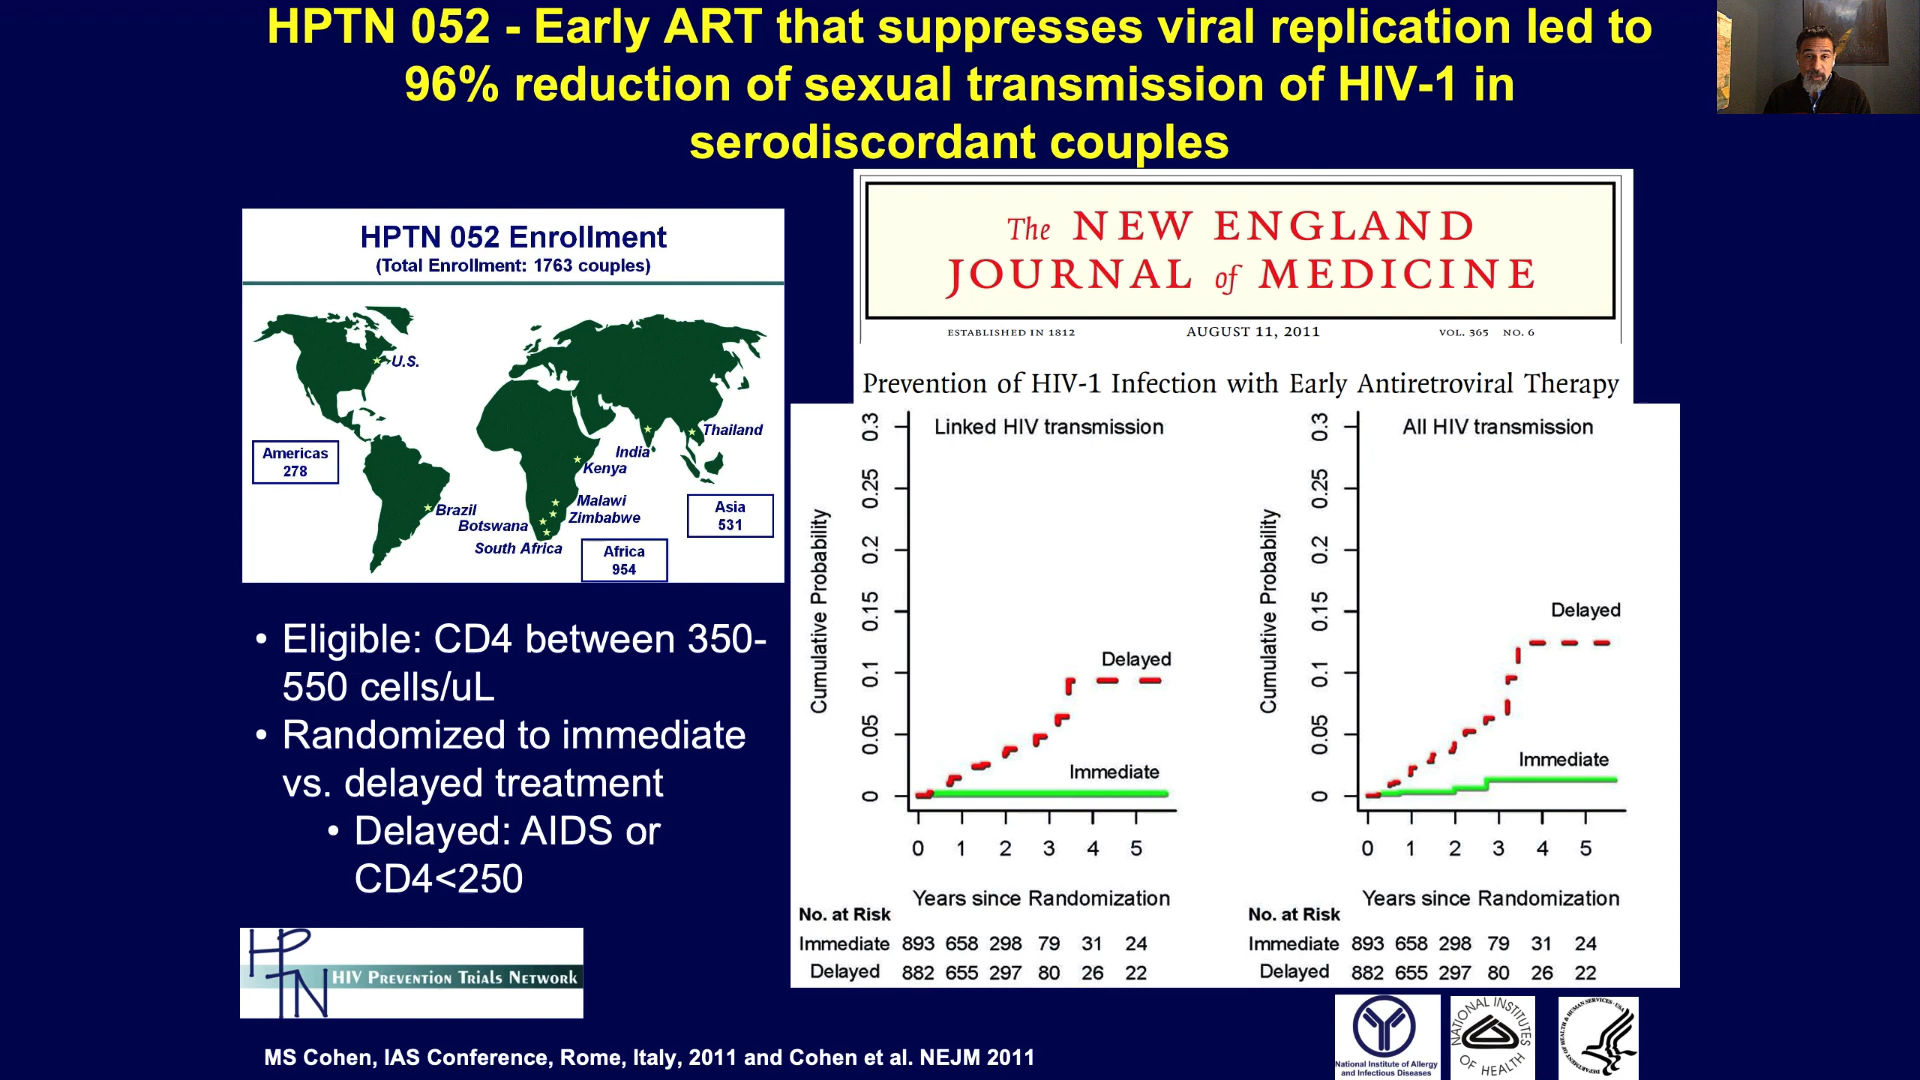 HPTN 052 - Early ART that suppresses viral replication led to
96% reduction of sexual transmission of HIV-1 in
serodiscordant couples
HPTN 052 Enrollment
(Total Enrollment: 1763 couples)
U.S.
Thailand
India
Kenya
Americas
278
Malawi
Zimbabwe
Brazil
Botswana
South Africa
Asia
531
Africa
954
• Eligible: CD4 between 350-
550 cells/uL
• Randomized to immediate
vs. delayed treatment
• Delayed: AIDS or
CD4<250
HPTN
HIV PREVENTION TRIALS NETWORK
The NEW ENGLAND
JOURNAL of MEDICINE
ESTABLISHED IN 1812 AUGUST 11, 2011 VOL. 365 NO. 6
Prevention of HIV-1 Infection with Early Antiretroviral Therapy
Linked HIV transmission
Cumulative Probability
0.3
0.25
0.2
0.15
0.1
0.05
0
Delayed
Immediate
0 1 2 3 4 5
Years since Randomization
No. at Risk
Immediate 893 658 298 79 31 24
Delayed 882 655 297 80 26 22
All HIV transmission
Cumulative Probability
0.3
0.25
0.2
0.15
0.1
0.05
0
Delayed
Immediate
0 1 2 3 4 5
Years since Randomization
No. at Risk
Immediate 893 658 298 79 31 24
Delayed 882 655 297 80 26 22
MS Cohen, IAS Conference, Rome, Italy, 2011 and Cohen et al. NEJM 2011
National Institute of Allergy
and Infectious Diseases
NATIONAL INSTITUTES
OF HEALTH
DEPARTMENT OF HEALTH & HUMAN SERVICES · USA